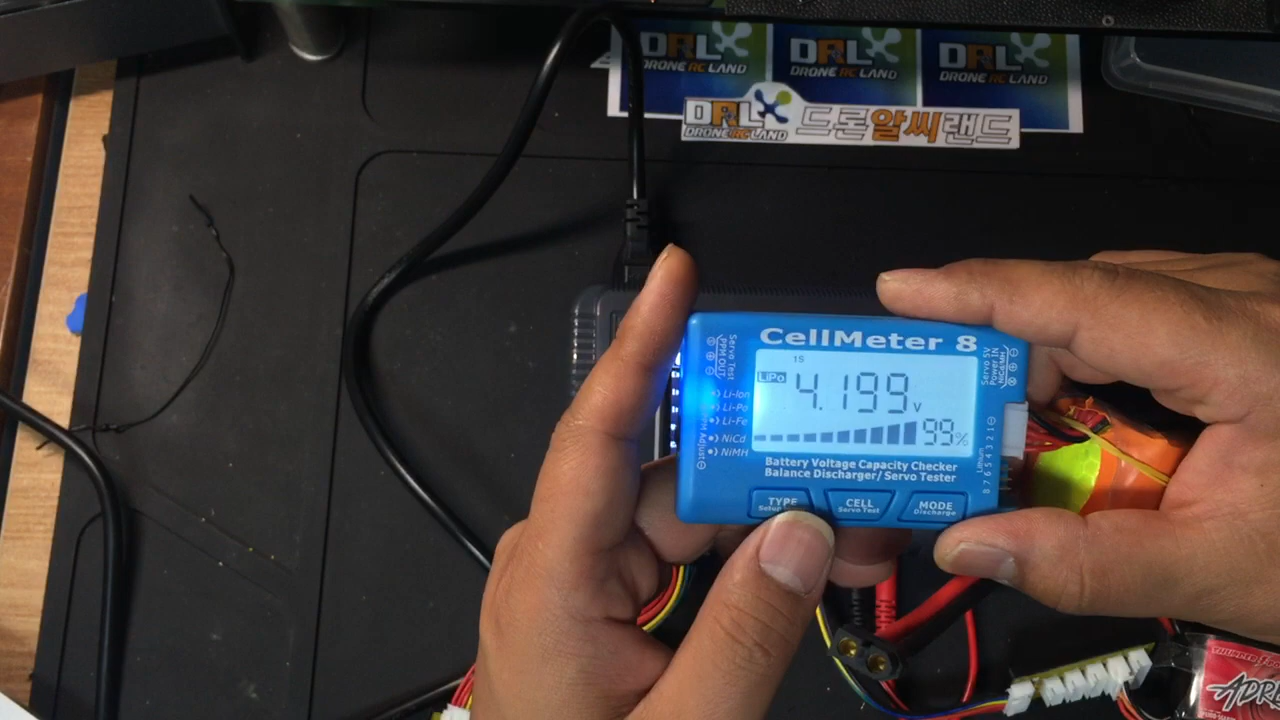 DRL
DRONE RC LAND
DRL
DRONE RC LAND
DRL
DRONE RC LAND
DRL
DRONE RC LAND
드론알씨랜드
CellMeter 8
Servo Test
PPM OUT
Li-Ion
Li-Po
Li-Fe
NiCd
NiMH
PPM Adjust
1S
LiPo
4.199v
99%
Servo 5V
Power IN
NiCd/MH
Lithium
8 7 6 5 4 3 2 1
Battery Voltage Capacity Checker
Balance Discharger/ Servo Tester
TYPE
CELL
Servo Test
MODE
Discharge